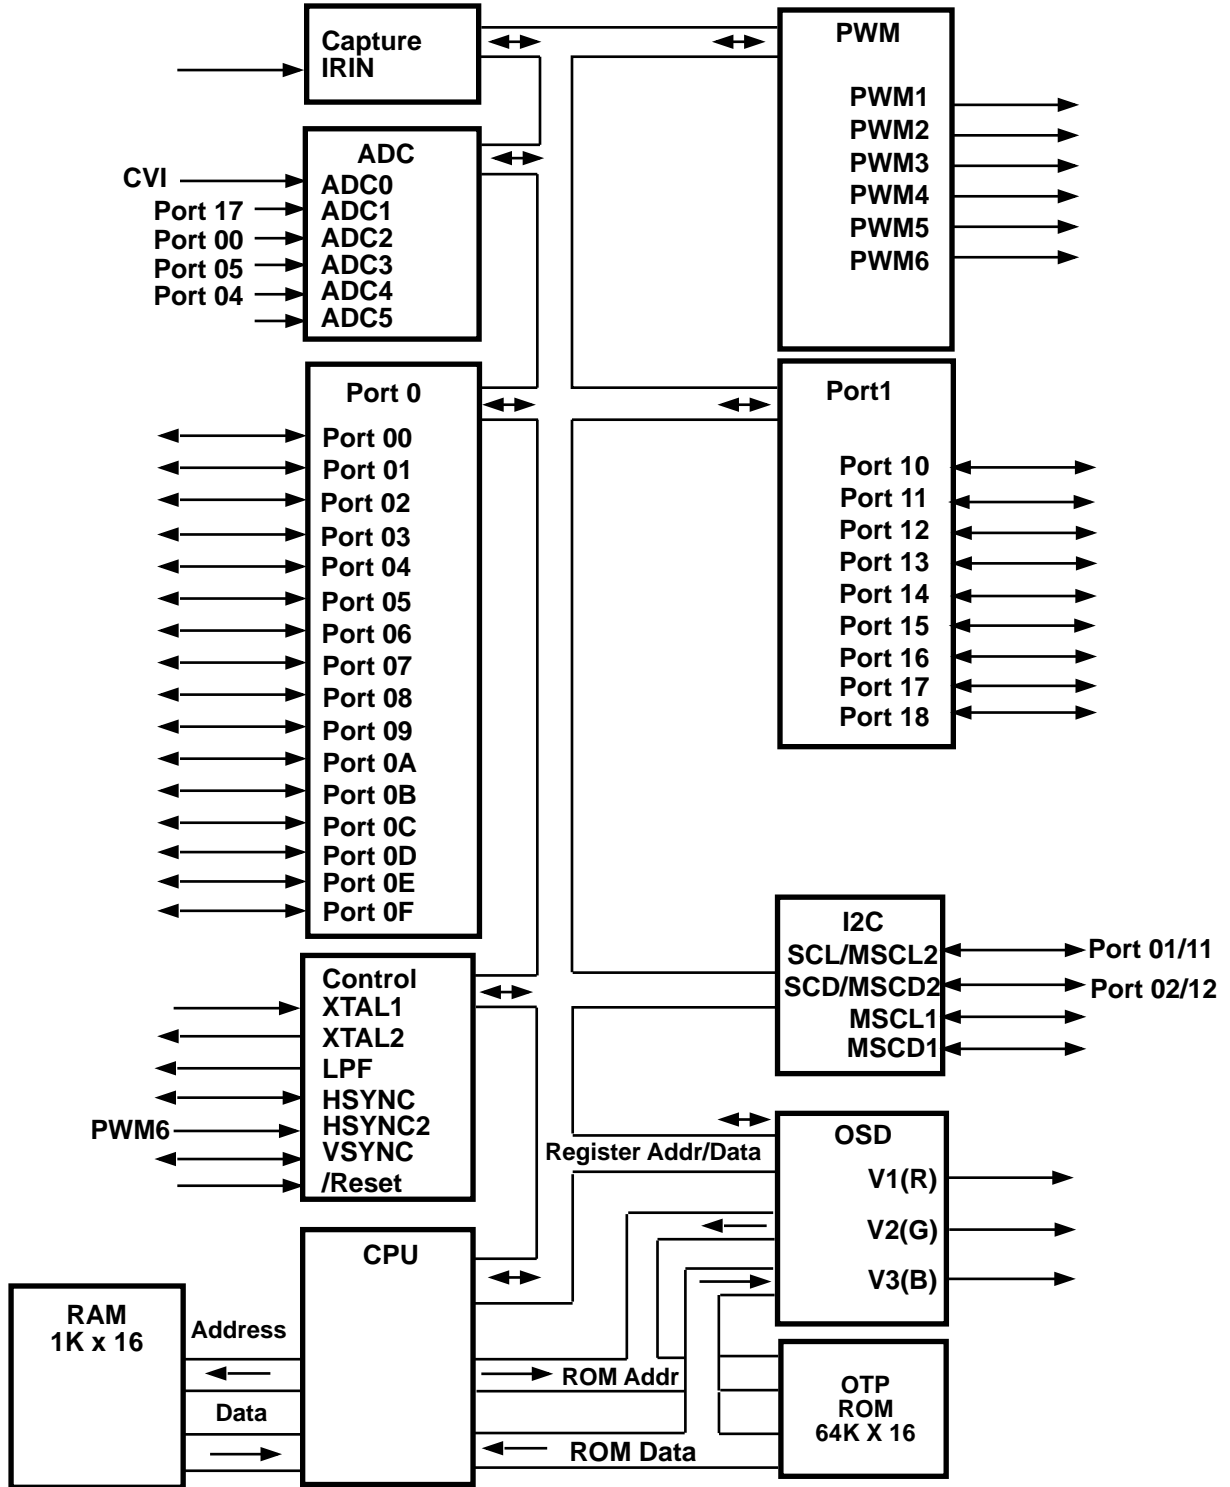 Capture
IRIN
ADC
CVI
ADC0
Port 17
ADC1
Port 00
ADC2
Port 05
ADC3
Port 04
ADC4
ADC5
PWM
PWM1
PWM2
PWM3
PWM4
PWM5
PWM6
Port 0
Port 00
Port 01
Port 02
Port 03
Port 04
Port 05
Port 06
Port 07
Port 08
Port 09
Port 0A
Port 0B
Port 0C
Port 0D
Port 0E
Port 0F
Port1
Port 10
Port 11
Port 12
Port 13
Port 14
Port 15
Port 16
Port 17
Port 18
Control
XTAL1
XTAL2
LPF
HSYNC
PWM6
HSYNC2
VSYNC
/Reset
I2C
SCL/MSCL2
Port 01/11
SCD/MSCD2
Port 02/12
MSCL1
MSCD1
Register Addr/Data
OSD
V1(R)
V2(G)
V3(B)
CPU
RAM
1K x 16
Address
Data
ROM Addr
ROM Data
OTP
ROM
64K X 16